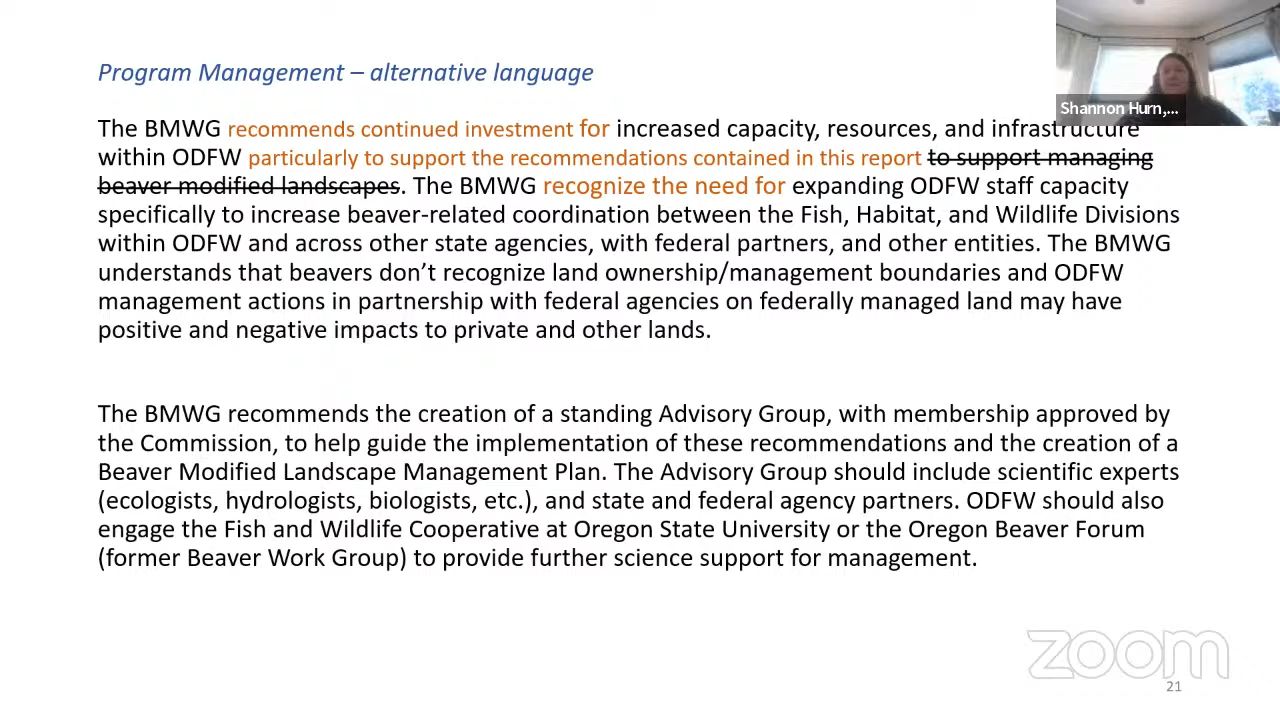 Program Management – alternative language
Shannon Hurn,...
The BMWG recommends continued investment for increased capacity, resources, and infrastructure
within ODFW particularly to support the recommendations contained in this report to support managing
beaver modified landscapes. The BMWG recognize the need for expanding ODFW staff capacity
specifically to increase beaver-related coordination between the Fish, Habitat, and Wildlife Divisions
within ODFW and across other state agencies, with federal partners, and other entities. The BMWG
understands that beavers don’t recognize land ownership/management boundaries and ODFW
management actions in partnership with federal agencies on federally managed land may have
positive and negative impacts to private and other lands.
The BMWG recommends the creation of a standing Advisory Group, with membership approved by
the Commission, to help guide the implementation of these recommendations and the creation of a
Beaver Modified Landscape Management Plan. The Advisory Group should include scientific experts
(ecologists, hydrologists, biologists, etc.), and state and federal agency partners. ODFW should also
engage the Fish and Wildlife Cooperative at Oregon State University or the Oregon Beaver Forum
(former Beaver Work Group) to provide further science support for management.
zoom
21